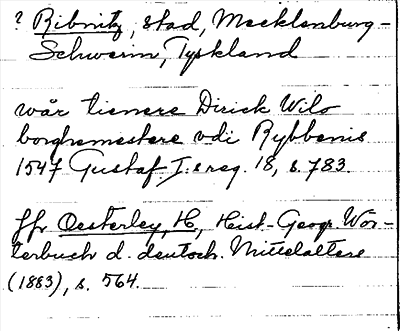 ? Ribnitz, stad, Mecklenburg-
Schwerin, Tyskland
wår tienere Dirick Wilo
borghemestere vdi Rybbenis
1547 Gustaf I:s reg. 18, s. 783.
Jfr Oesterley, H, Hist.-Geogr. Wör-
terbuch d. deutsch. Mittelalters
(1883), s. 564.